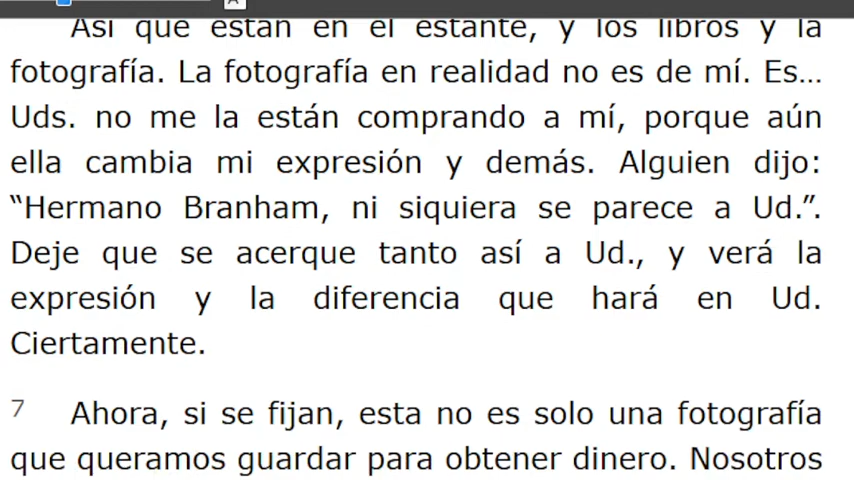 Así que están en el estante, y los libros y la
fotografía. La fotografía en realidad no es de mí. Es…
Uds. no me la están comprando a mí, porque aún
ella cambia mi expresión y demás. Alguien dijo:
“Hermano Branham, ni siquiera se parece a Ud.”.
Deje que se acerque tanto así a Ud., y verá la
expresión y la diferencia que hará en Ud.
Ciertamente.
7 Ahora, si se fijan, esta no es solo una fotografía
que queramos guardar para obtener dinero. Nosotros